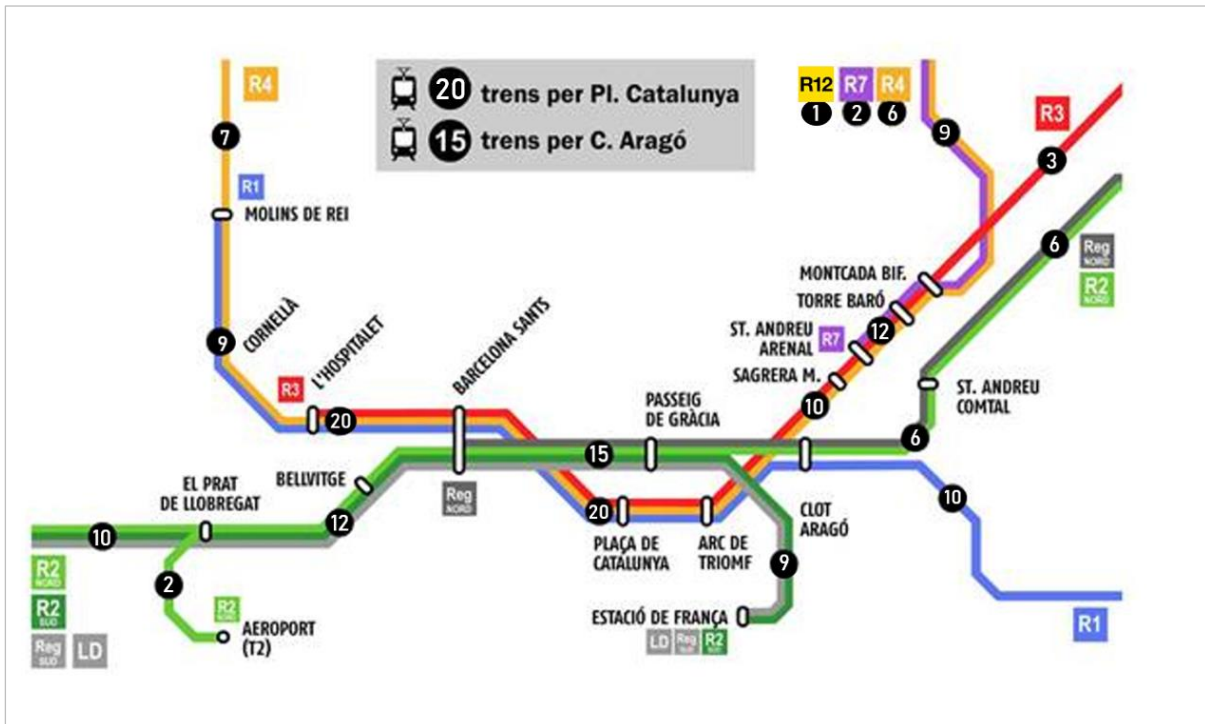 R4
20 trens per Pl. Catalunya
15 trens per C. Aragó
R12 R7 R4
1 2 6
9
R3
3
7
R1
MOLINS DE REI
6
Reg
NORD
R2
NORD
MONTCADA BIF.
TORRE BARÓ
12
ST. ANDREU
ARENAL
R7
SAGRERA M.
10
9
CORNELLÀ
R3
L'HOSPITALET
BARCELONA SANTS
20
PASSEIG
DE GRÀCIA
ST. ANDREU
COMTAL
6
15
BELLVITGE
Reg
NORD
EL PRAT
DE LLOBREGAT
12
10
20
PLAÇA DE
CATALUNYA
ARC DE
TRIOMF
CLOT
ARAGÓ
10
9
2
R2
NORD
R2
SUD
Reg
SUD
LD
R2
NORD
AEROPORT
(T2)
ESTACIÓ DE FRANÇA
LD Reg
SUD
R2
SUD
R1